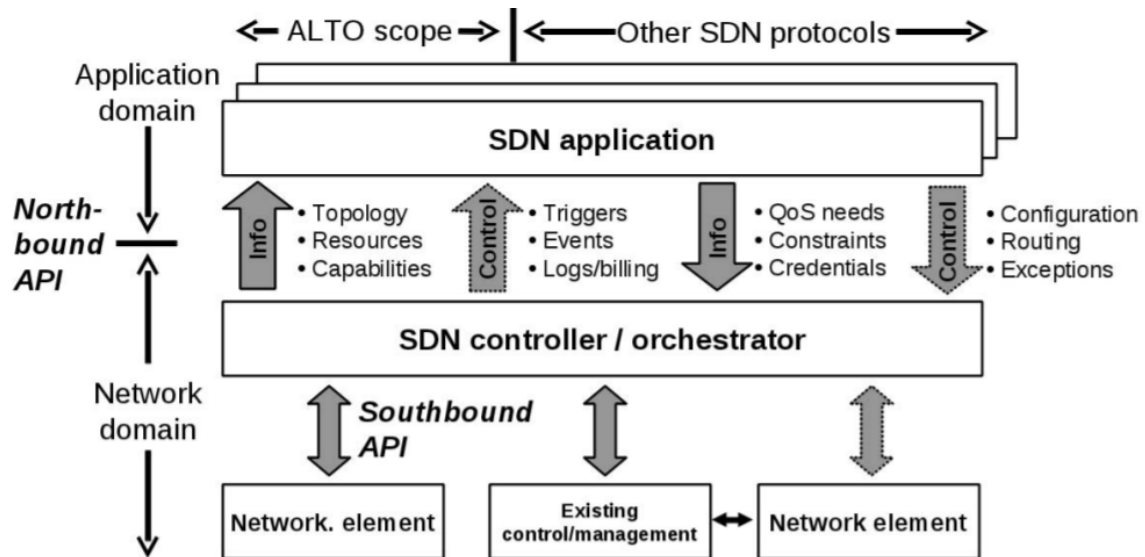 ALTO scope
Other SDN protocols
Application
domain
SDN application
North-
bound
API
Info
• Topology
• Resources
• Capabilities
Control
• Triggers
• Events
• Logs/billing
Info
• QoS needs
• Constraints
• Credentials
Control
• Configuration
• Routing
• Exceptions
SDN controller / orchestrator
Network
domain
Southbound
API
Network. element
Existing
control/management
Network element